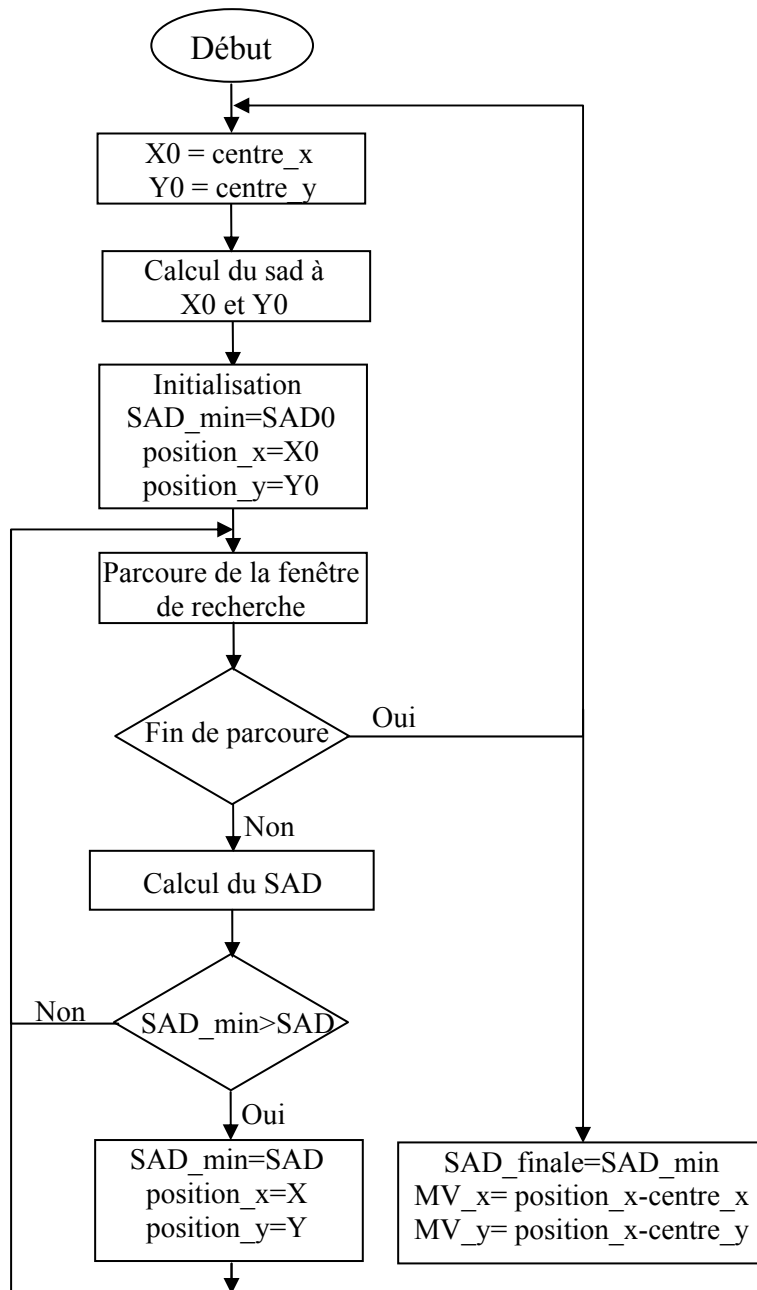 Début
X0 = centre_x
Y0 = centre_y
Calcul du sad à
X0 et Y0
Initialisation
SAD_min=SAD0
position_x=X0
position_y=Y0
Parcoure de la fenêtre
de recherche
Fin de parcoure
Oui
Non
Calcul du SAD
SAD_min>SAD
Non
Oui
SAD_min=SAD
position_x=X
position_y=Y
SAD_finale=SAD_min
MV_x= position_x-centre_x
MV_y= position_x-centre_y